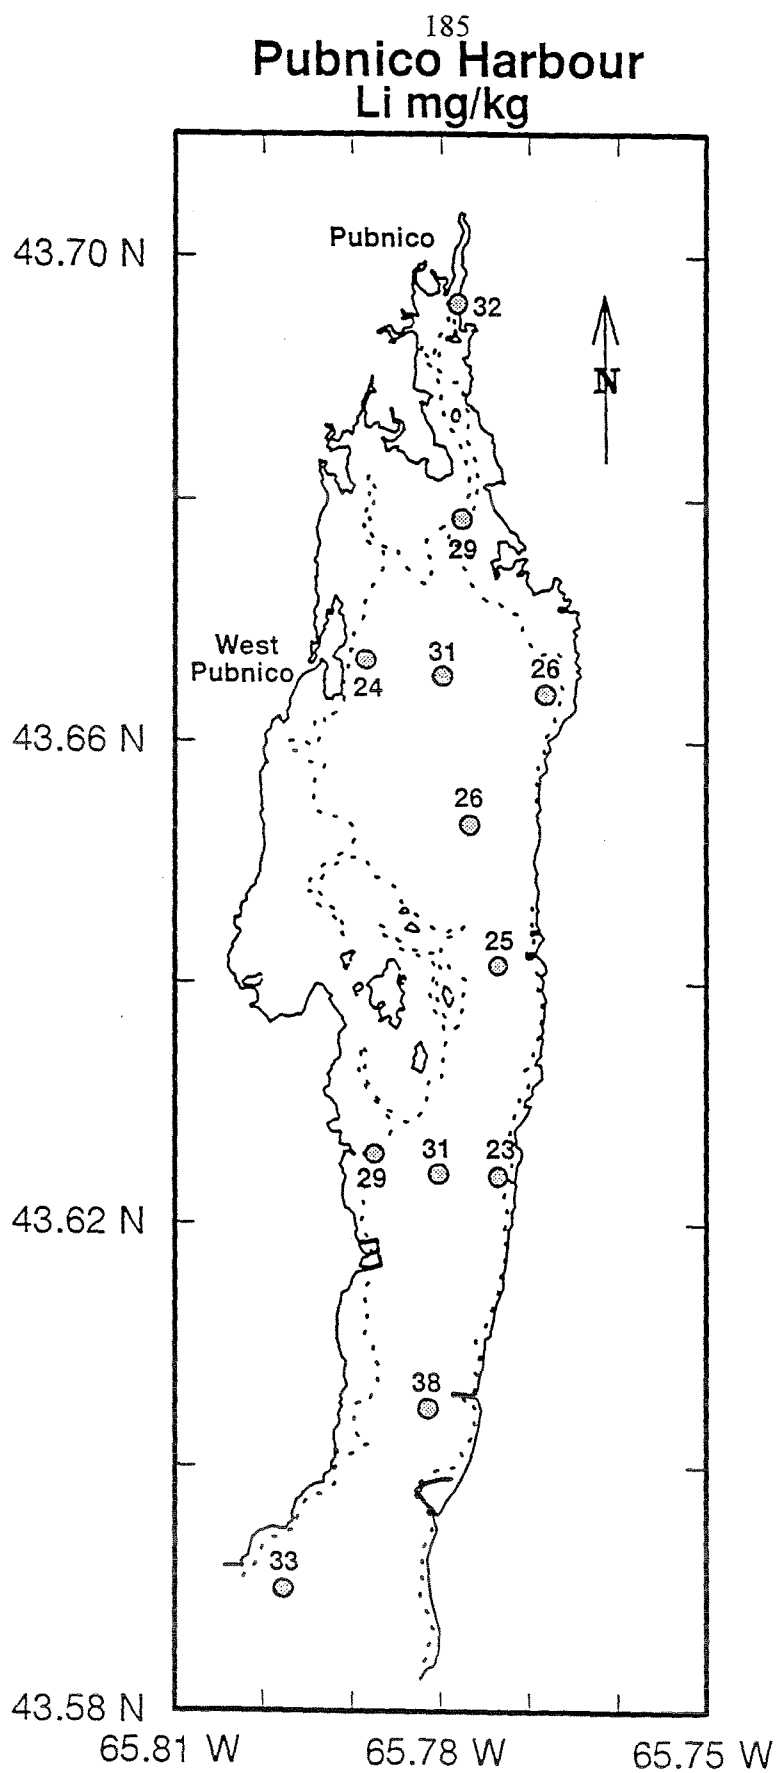 185
Pubnico Harbour
Li mg/kg
43.70 N
Pubnico
32
N
29
West
Pubnico
24
31
26
43.66 N
26
25
29
31
23
43.62 N
38
33
43.58 N
65.81 W
65.78 W
65.75 W